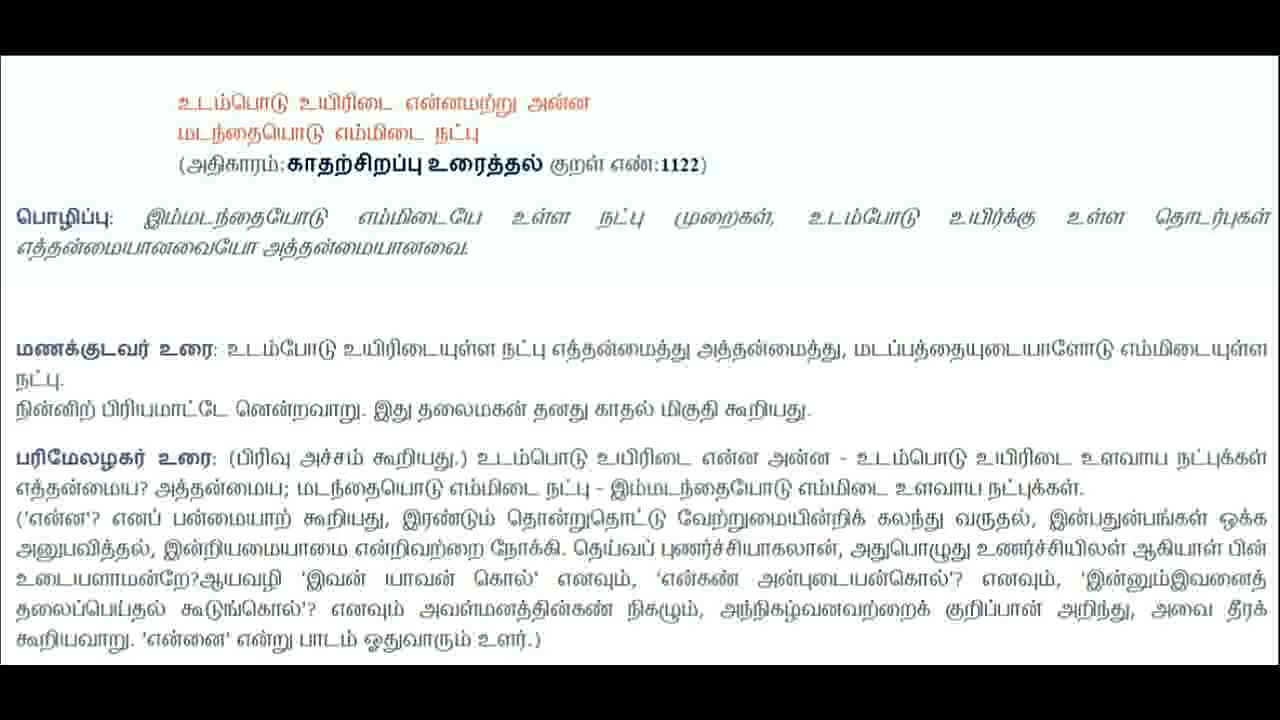 உடம்பொடு உயிரிடை என்னமற்று அன்ன
மடந்தையொடு எம்மிடை நட்பு
(அதிகாரம்:காதற்சிறப்பு உரைத்தல் குறள் எண்:1122)
பொழிப்பு: இம்மடந்தையோடு எம்மிடையே உள்ள நட்பு முறைகள், உடம்போடு உயிர்க்கு உள்ள தொடர்புகள்
எத்தன்மையானவையோ அத்தன்மையானவை.
மணக்குடவர் உரை: உடம்போடு உயிரிடையுள்ள நட்பு எத்தன்மைத்து அத்தன்மைத்து, மடப்பத்தையுடையாளோடு எம்மிடையுள்ள
நட்பு.
நின்னிற் பிரியமாட்டே னென்றவாறு. இது தலைமகன் தனது காதல் மிகுதி கூறியது.
பரிமேலழகர் உரை: (பிரிவு அச்சம் கூறியது.) உடம்பொடு உயிரிடை என்ன அன்ன - உடம்பொடு உயிரிடை உளவாய நட்புக்கள்
எத்தன்மைய? அத்தன்மைய; மடந்தையொடு எம்மிடை நட்பு - இம்மடந்தையோடு எம்மிடை உளவாய நட்புக்கள்.
('என்ன'? எனப் பன்மையாற் கூறியது, இரண்டும் தொன்றுதொட்டு வேற்றுமையின்றிக் கலந்து வருதல், இன்பதுன்பங்கள் ஒக்க
அனுபவித்தல், இன்றியமையாமை என்றிவற்றை நோக்கி. தெய்வப் புணர்ச்சியாகலான், அதுபொழுது உணர்ச்சியிலள் ஆகியாள் பின்
உடையளாமன்றே?ஆயவழி 'இவன் யாவன் கொல்' எனவும், 'என்கண் அன்புடையன்கொல்'? எனவும், 'இன்னும்இவனைத்
தலைப்பெய்தல் கூடுங்கொல்'? எனவும் அவள்மனத்தின்கண் நிகழும், அந்நிகழ்வனவற்றைக் குறிப்பான் அறிந்து, அவை தீரக்
கூறியவாறு. 'என்னை' என்று பாடம் ஓதுவாரும் உளர்.)